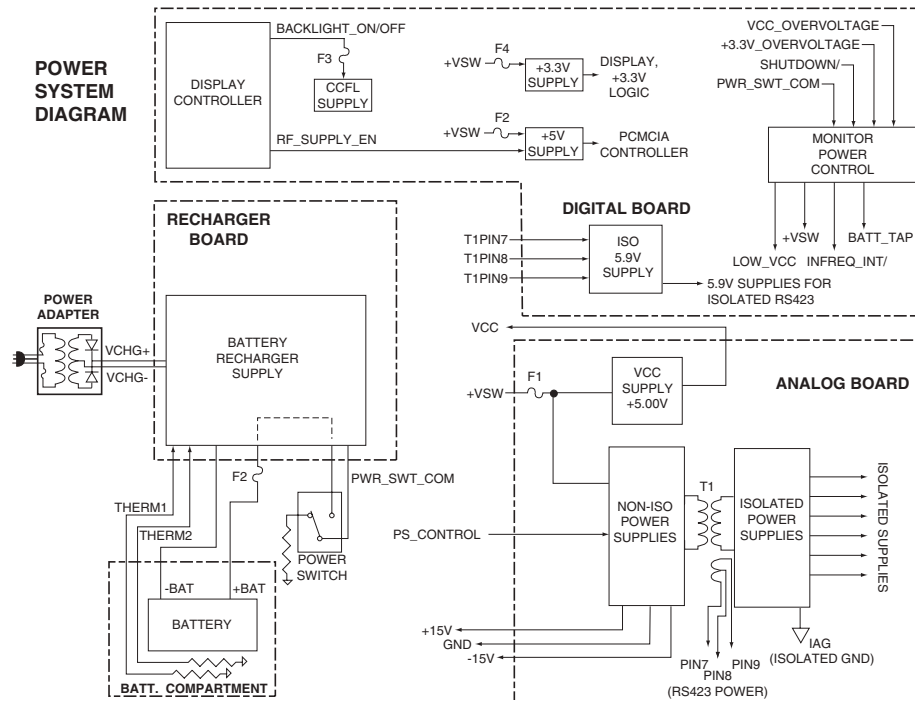 POWER
SYSTEM
DIAGRAM
DISPLAY
CONTROLLER
BACKLIGHT_ON/OFF
F3
CCFL
SUPPLY
RF_SUPPLY_EN
+VSW
F4
+3.3V
SUPPLY
DISPLAY,
+3.3V
LOGIC
+VSW
F2
+5V
SUPPLY
PCMCIA
CONTROLLER
VCC_OVERVOLTAGE
+3.3V_OVERVOLTAGE
SHUTDOWN/
PWR_SWT_COM
MONITOR
POWER
CONTROL
+VSW
BATT_TAP
LOW_VCC
INFREQ_INT/
DIGITAL BOARD
T1PIN7
T1PIN8
T1PIN9
ISO
5.9V
SUPPLY
5.9V SUPPLIES FOR
ISOLATED RS423
RECHARGER
BOARD
POWER
ADAPTER
VCHG+
VCHG-
BATTERY
RECHARGER
SUPPLY
F2
PWR_SWT_COM
THERM1
THERM2
POWER
SWITCH
-BAT
+BAT
BATTERY
BATT. COMPARTMENT
VCC
ANALOG BOARD
+VSW
F1
VCC
SUPPLY
+5.00V
PS_CONTROL
NON-ISO
POWER
SUPPLIES
T1
ISOLATED
POWER
SUPPLIES
ISOLATED SUPPLIES
+15V
GND
-15V
PIN7
PIN8
PIN9
(RS423 POWER)
IAG
(ISOLATED GND)